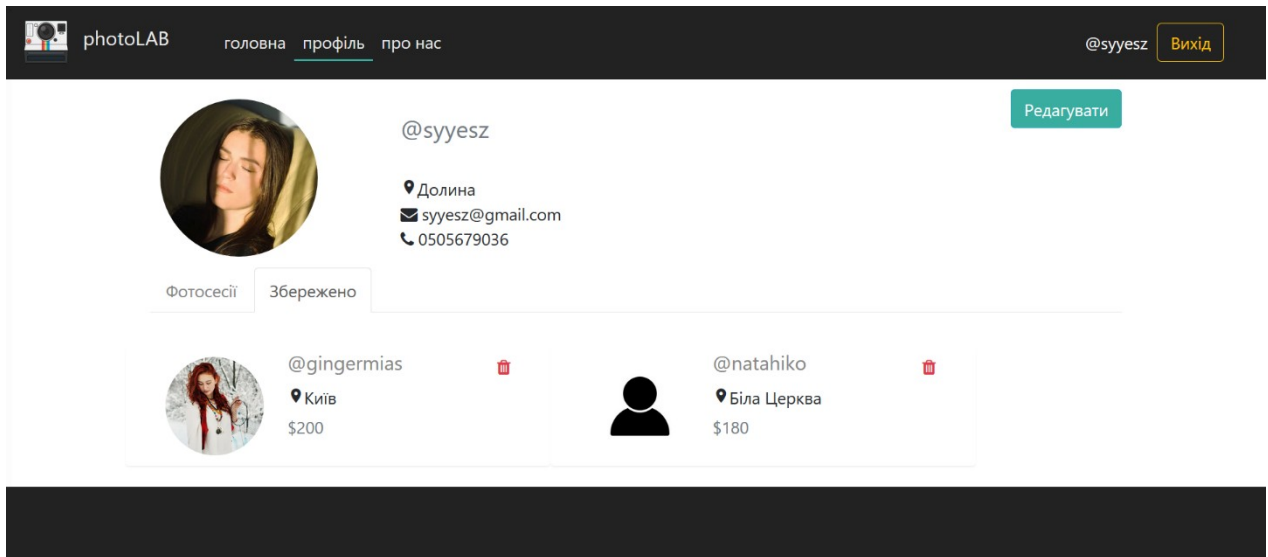 photoLAB головна профіль про нас @syyesz Вихід
Редагувати
@syyesz
Долина
syyesz@gmail.com
0505679036
Фотосесії Збережено
@gingermias @natahiko
Київ Біла Церква
$200 $180